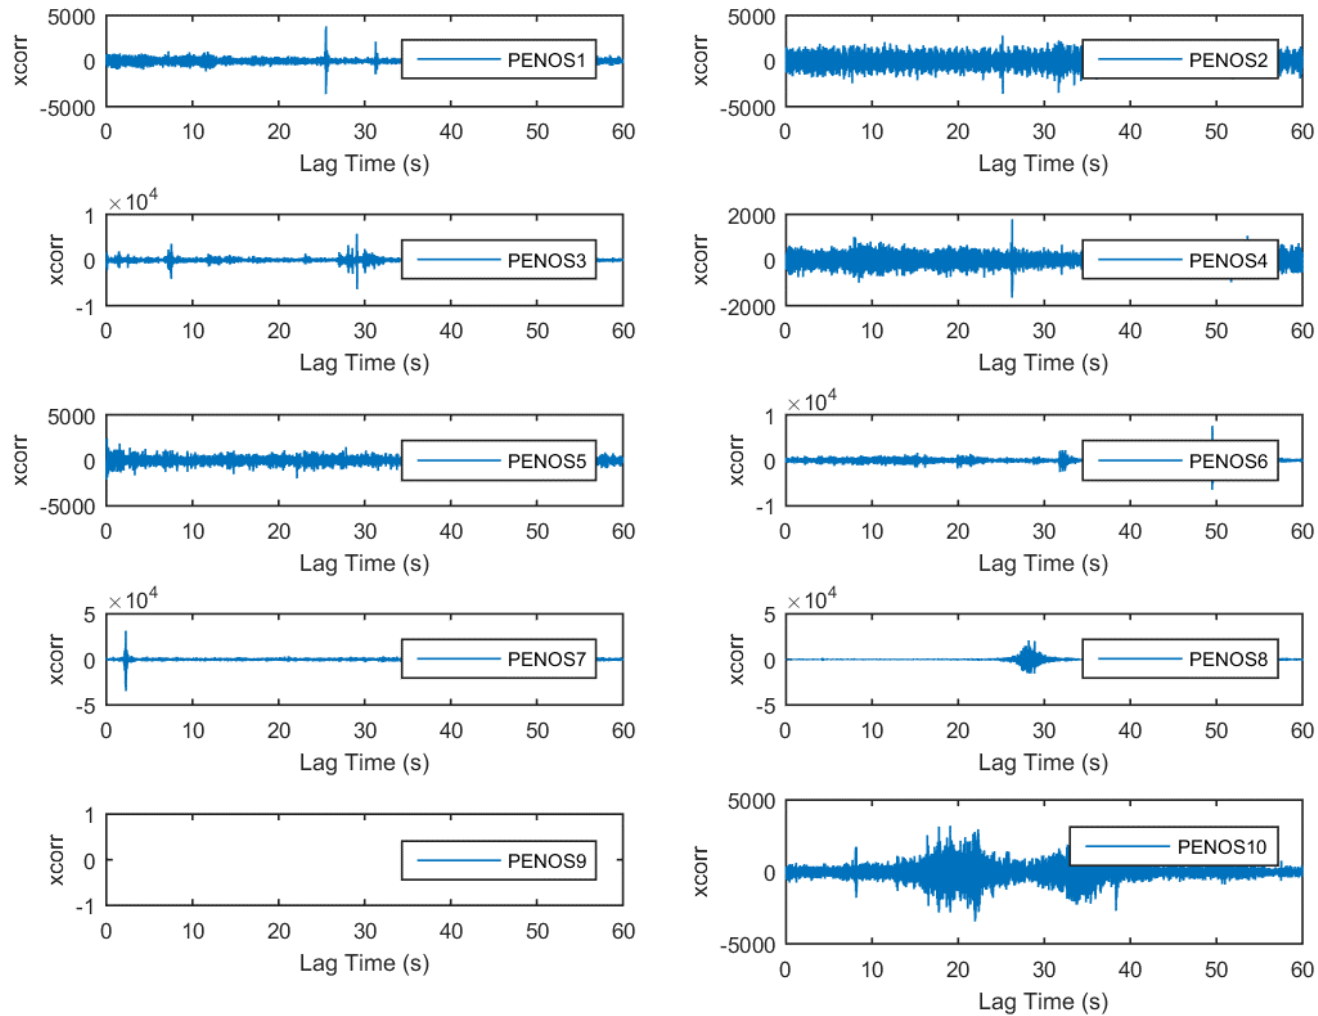 5000
0
-5000
xcorr
PENOS1
0 10 20 30 40 50 60
Lag Time (s)
5000
0
-5000
xcorr
PENOS2
0 10 20 30 40 50 60
Lag Time (s)
×10^4
1
0
-1
xcorr
PENOS3
0 10 20 30 40 50 60
Lag Time (s)
2000
0
-2000
xcorr
PENOS4
0 10 20 30 40 50 60
Lag Time (s)
5000
0
-5000
xcorr
PENOS5
0 10 20 30 40 50 60
Lag Time (s)
×10^4
1
0
-1
xcorr
PENOS6
0 10 20 30 40 50 60
Lag Time (s)
×10^4
5
0
-5
xcorr
PENOS7
0 10 20 30 40 50 60
Lag Time (s)
×10^4
5
0
-5
xcorr
PENOS8
0 10 20 30 40 50 60
Lag Time (s)
1
0
-1
xcorr
PENOS9
0 10 20 30 40 50 60
Lag Time (s)
5000
0
-5000
xcorr
PENOS10
0 10 20 30 40 50 60
Lag Time (s)